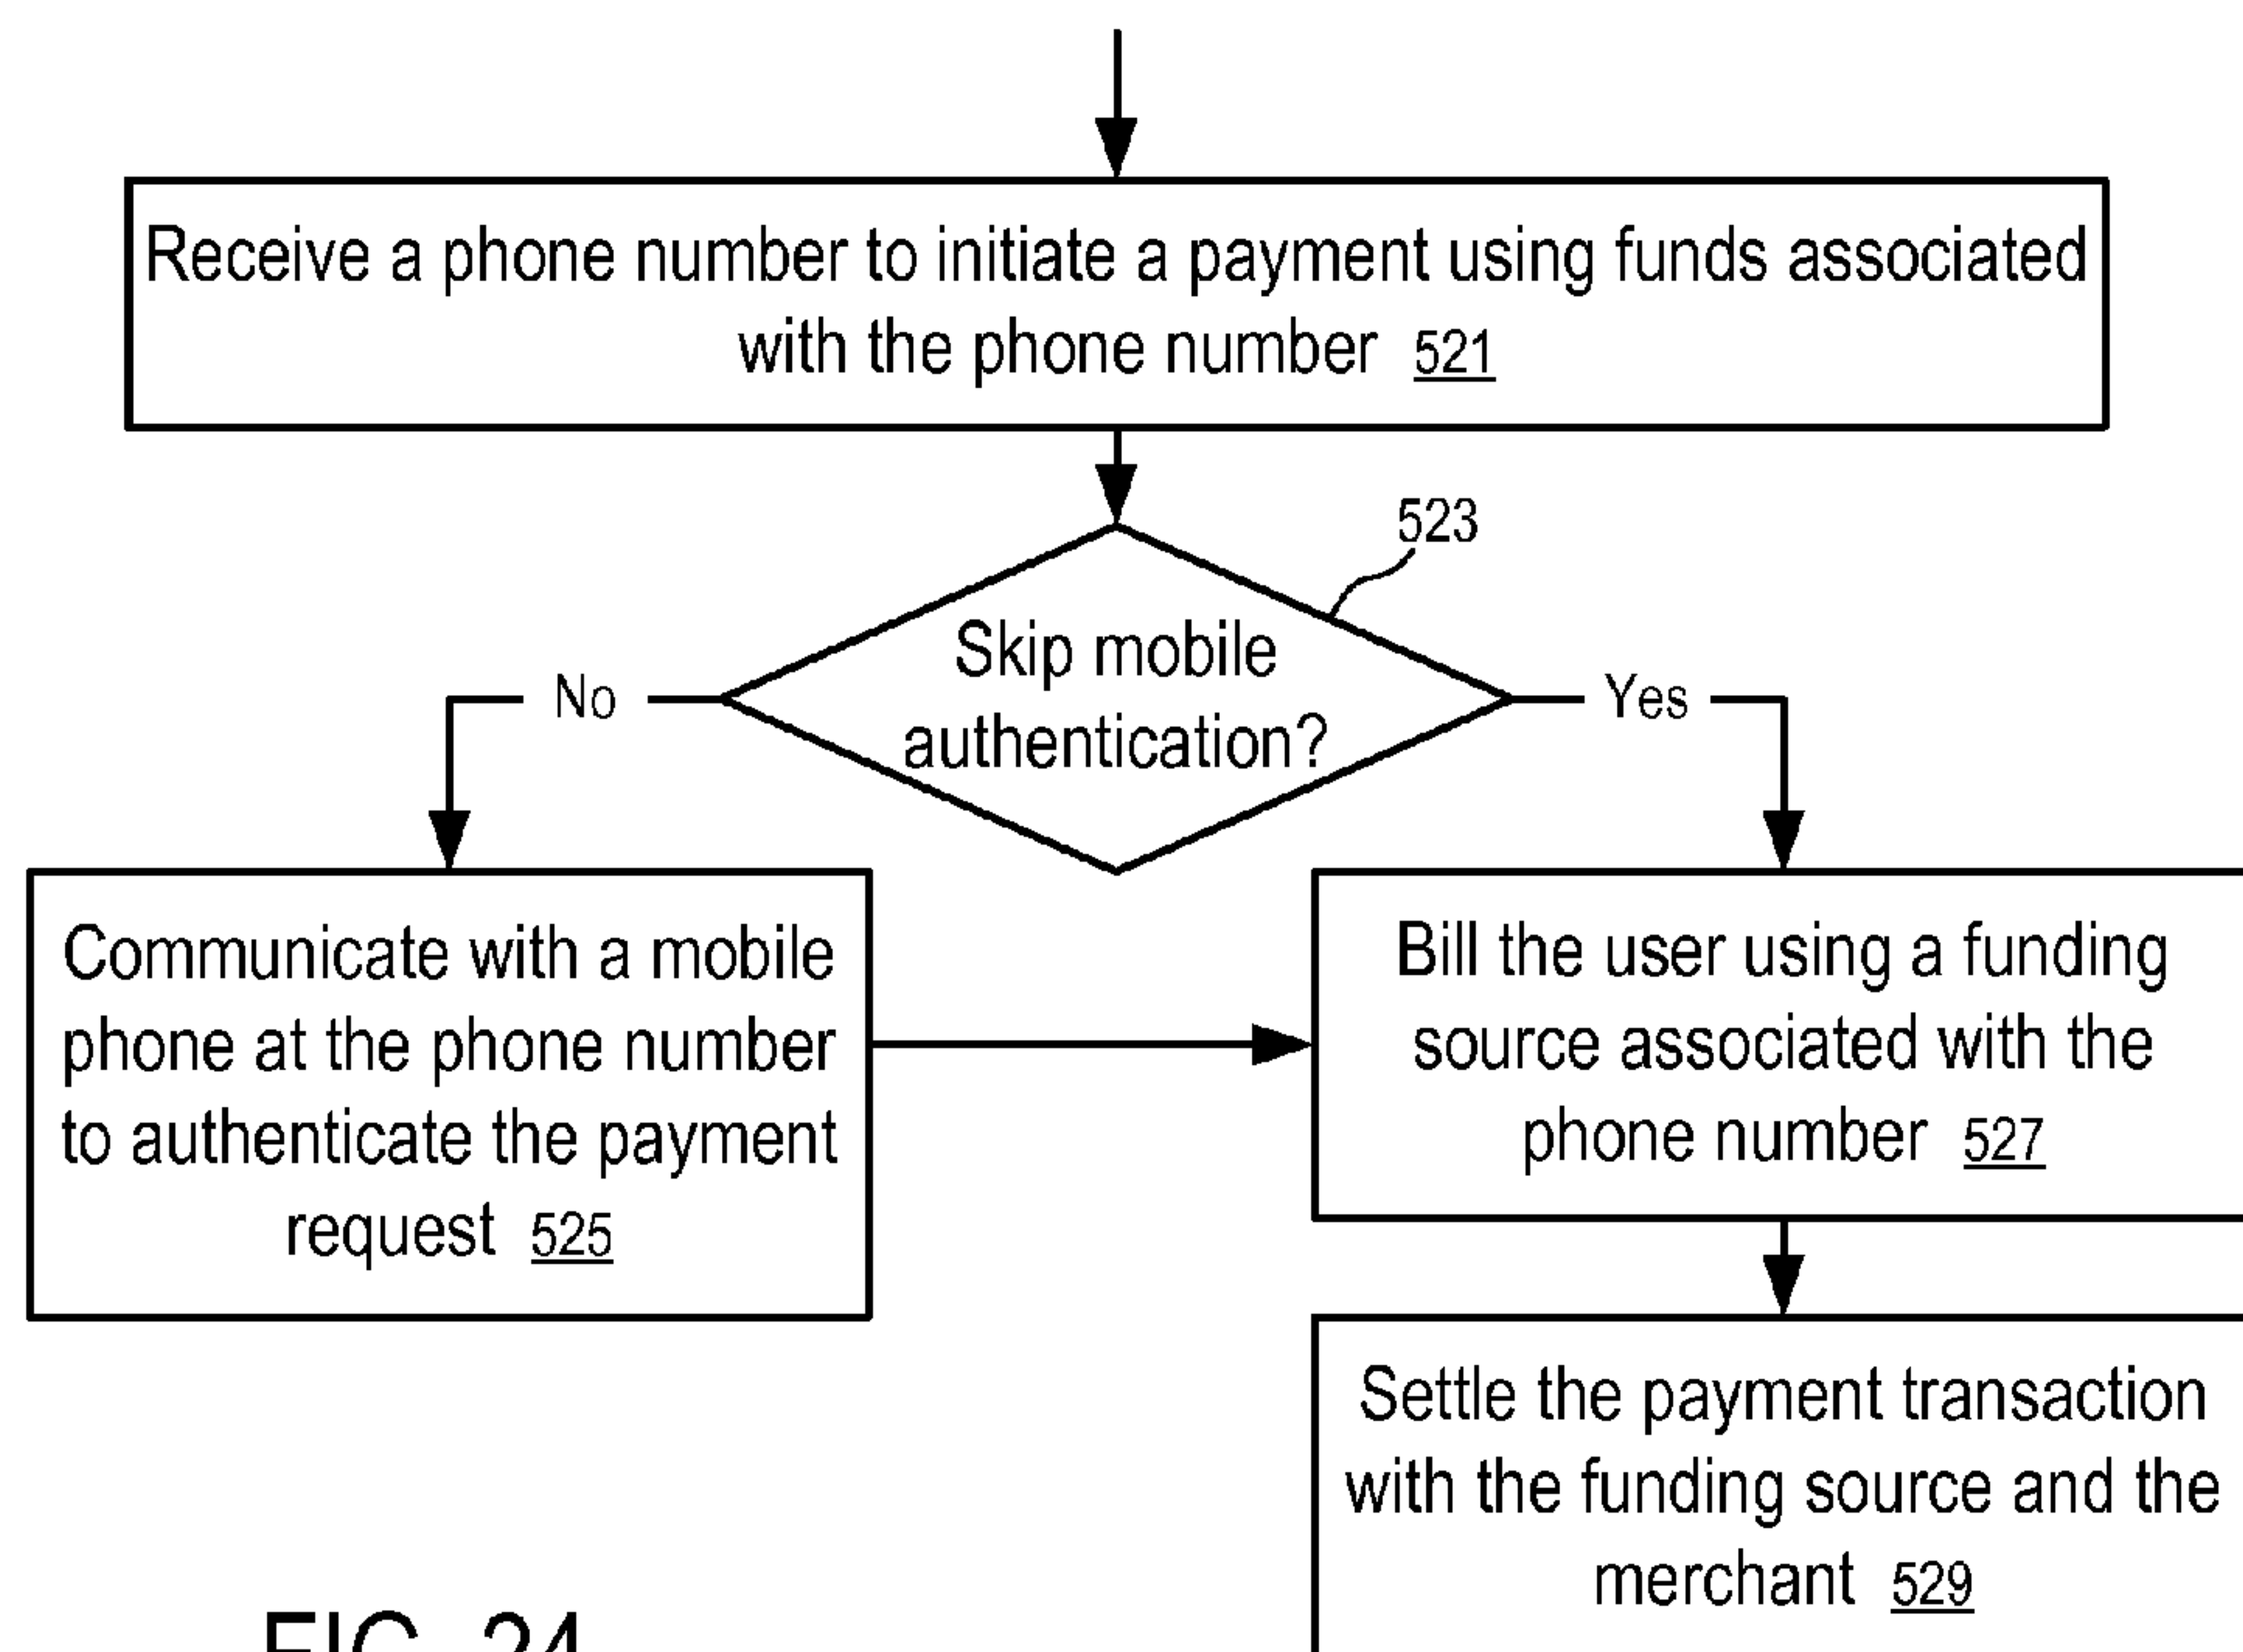 Receive a phone number to initiate a payment using funds associated
with the phone number 521
523
Skip mobile
authentication?
No
Yes
Communicate with a mobile
phone at the phone number
to authenticate the payment
request 525
Bill the user using a funding
source associated with the
phone number 527
Settle the payment transaction
with the funding source and the
merchant 529
FIG. 24